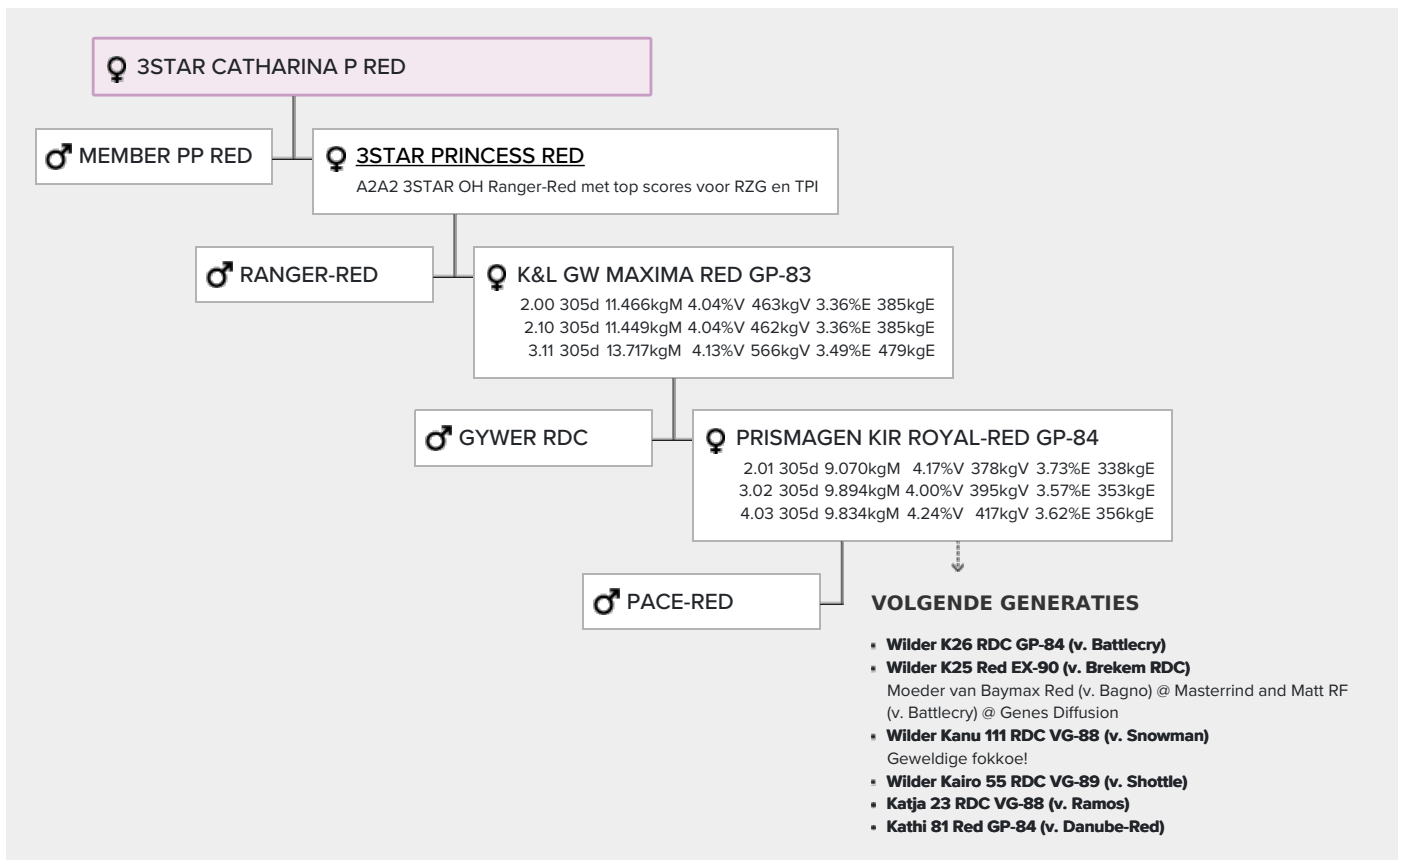 3STAR CATHARINA P RED
MEMBER PP RED
3STAR PRINCESS RED
A2A2 3STAR OH Ranger-Red met top scores voor RZG en TPI
RANGER-RED
K&L GW MAXIMA RED GP-83
2.00 305d 11.466kgM 4.04%V 463kgV 3.36%E 385kgE
2.10 305d 11.449kgM 4.04%V 462kgV 3.36%E 385kgE
3.11 305d 13.717kgM 4.13%V 566kgV 3.49%E 479kgE
GYWER RDC
PRISMAGEN KIR ROYAL-RED GP-84
2.01 305d 9.070kgM 4.17%V 378kgV 3.73%E 338kgE
3.02 305d 9.894kgM 4.00%V 395kgV 3.57%E 353kgE
4.03 305d 9.834kgM 4.24%V 417kgV 3.62%E 356kgE
PACE-RED
VOLGENDE GENERATIES
Wilder K26 RDC GP-84 (v. Battlecry)
Wilder K25 Red EX-90 (v. Brekem RDC)
Moeder van Baymax Red (v. Bagno) @ Masterrind and Matt RF
(v. Battlecry) @ Genes Diffusion
Wilder Kanu 111 RDC VG-88 (v. Snowman)
Geweldige fokkoe!
Wilder Kairo 55 RDC VG-89 (v. Shottle)
Katja 23 RDC VG-88 (v. Ramos)
Kathi 81 Red GP-84 (v. Danube-Red)